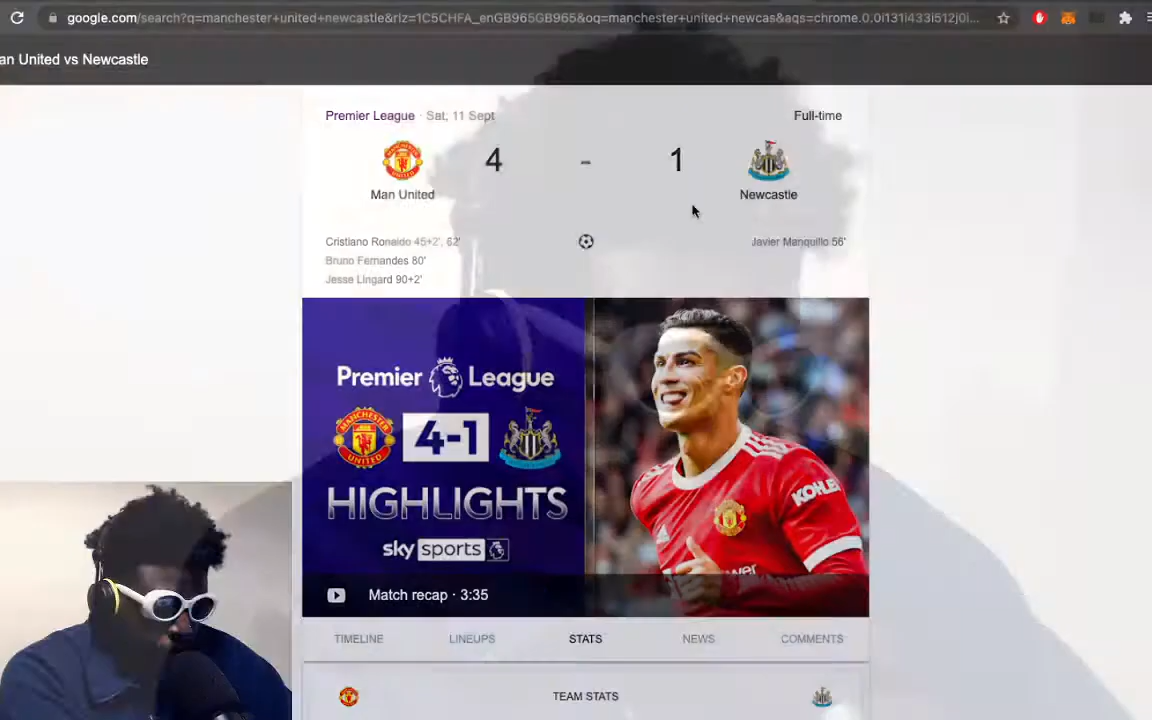 google.com/search?q=manchester+united+newcastle&rlz=1C5CHFA_enGB965GB965&oq=manchester+united+newcas&aqs=chrome.0.0i131i433i512j0i...
an United vs Newcastle
Premier League · Sat, 11 Sept
Full-time
4 - 1
Man United
Newcastle
Cristiano Ronaldo 45+2', 62'
Javier Manquillo 56'
Bruno Fernandes 80'
Jesse Lingard 90+2'
Premier League
MANCHESTER UNITED
4-1
HIGHLIGHTS
sky sports
KOHLER
Match recap · 3:35
TIMELINE
LINEUPS
STATS
NEWS
COMMENTS
TEAM STATS